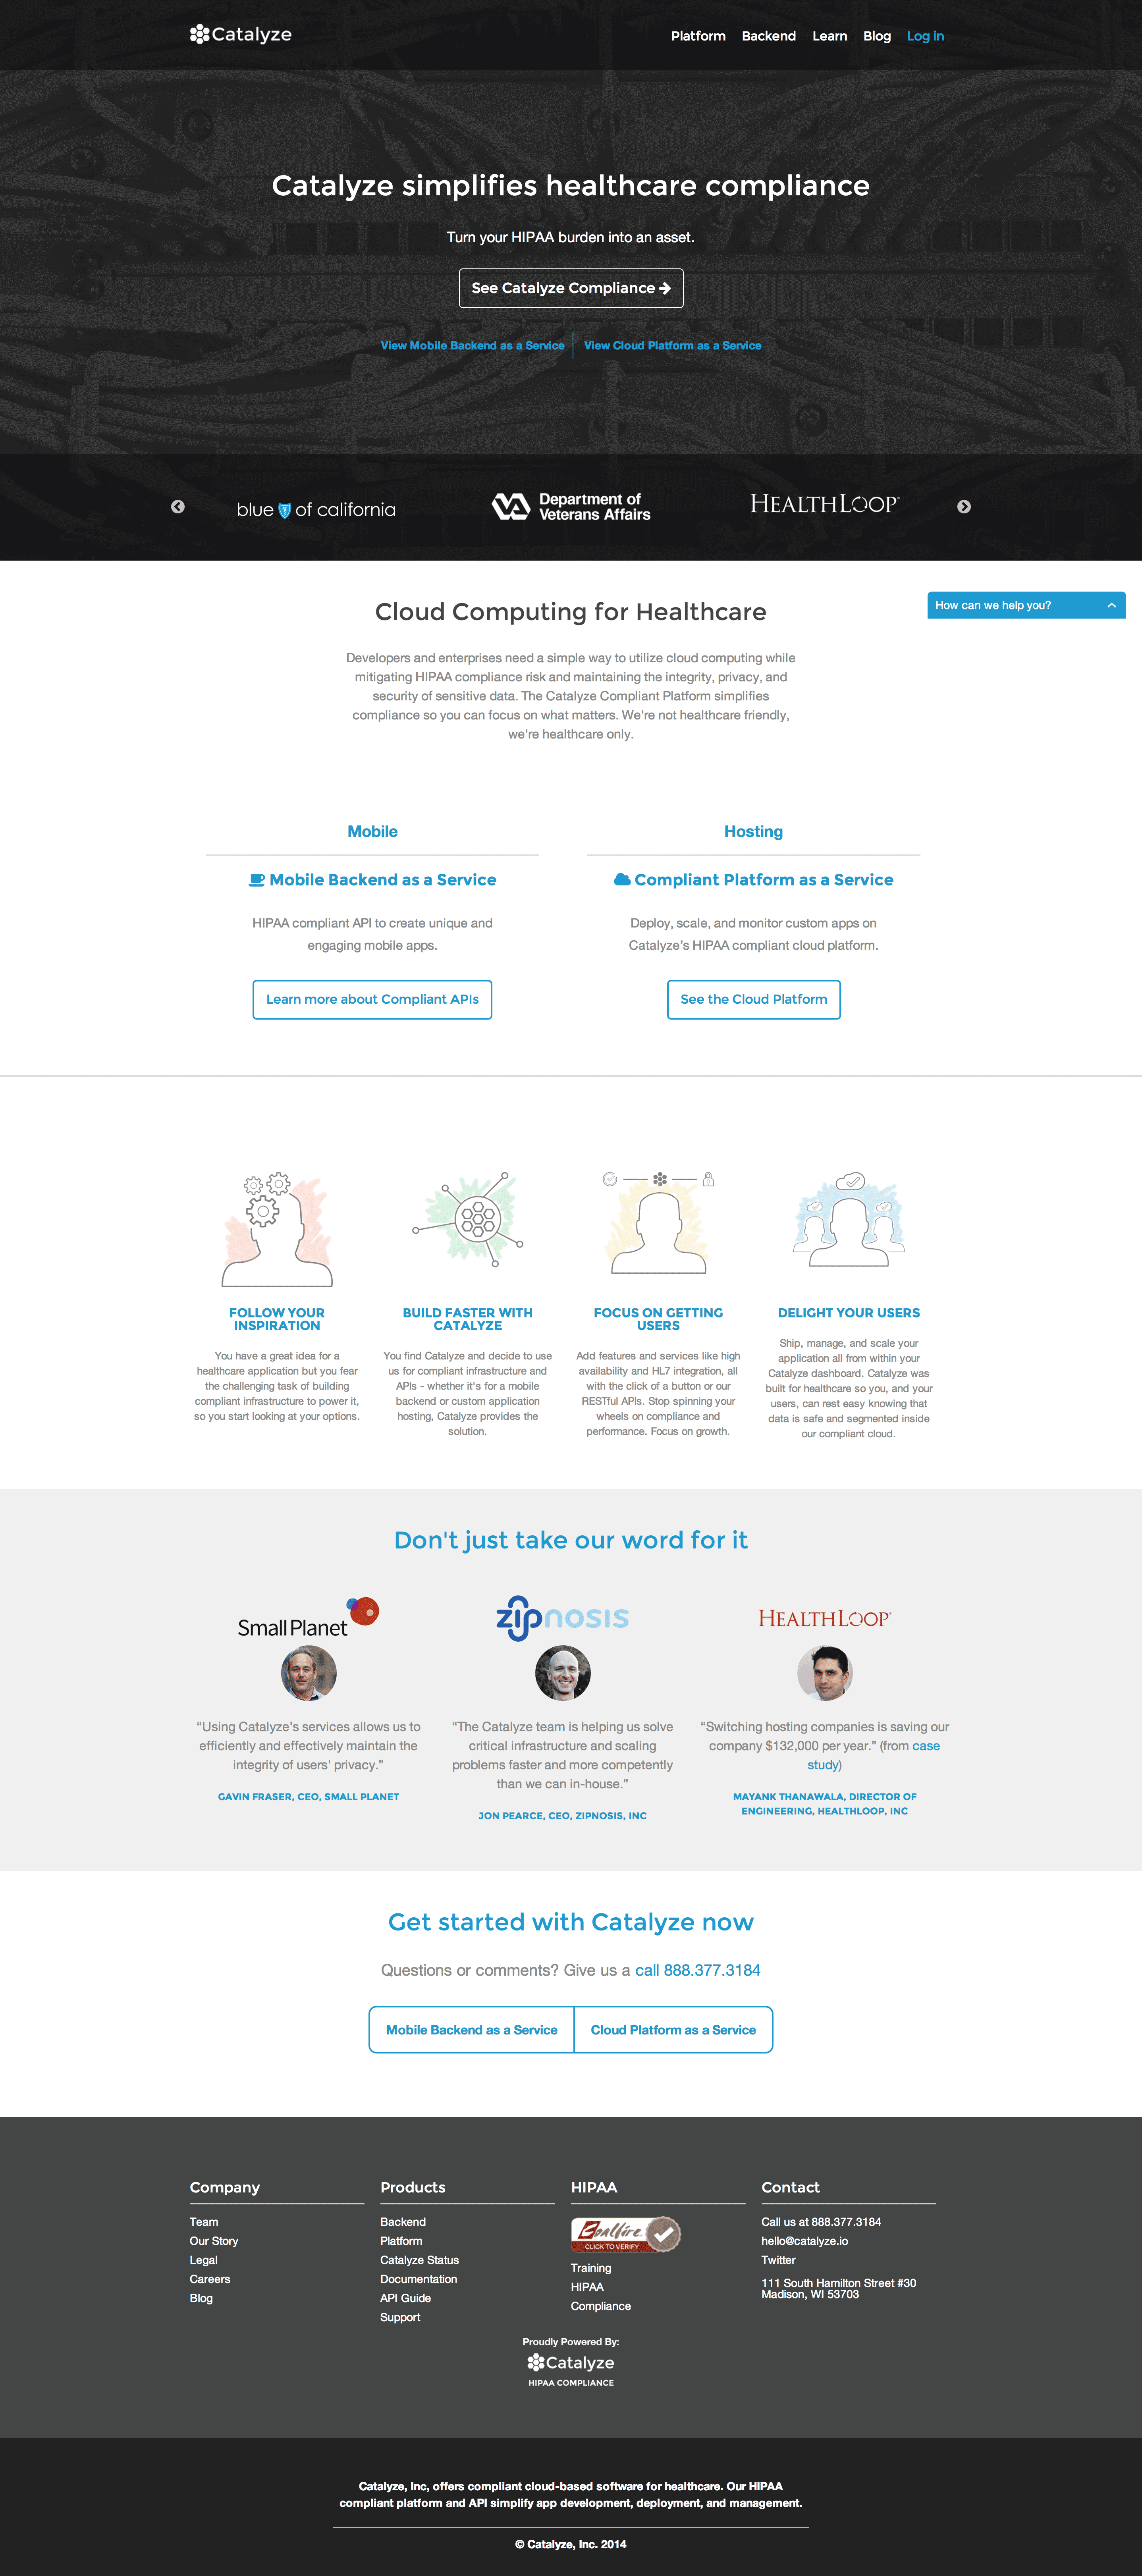 Catalyze
Platform Backend Learn Blog Log in
Catalyze simplifies healthcare compliance
Turn your HIPAA burden into an asset.
See Catalyze Compliance
View Mobile Backend as a Service View Cloud Platform as a Service
blue of california
VA Department of
Veterans Affairs
HEALTHLOOP
How can we help you?
Cloud Computing for Healthcare
Developers and enterprises need a simple way to utilize cloud computing while
mitigating HIPAA compliance risk and maintaining the integrity, privacy, and
security of sensitive data. The Catalyze Compliant Platform simplifies
compliance so you can focus on what matters. We're not healthcare friendly,
we're healthcare only.
Mobile
Mobile Backend as a Service
HIPAA compliant API to create unique and
engaging mobile apps.
Learn more about Compliant APIs
Hosting
Compliant Platform as a Service
Deploy, scale, and monitor custom apps on
Catalyze's HIPAA compliant cloud platform.
See the Cloud Platform
FOLLOW YOUR
INSPIRATION
You have a great idea for a
healthcare application but you fear
the challenging task of building
compliant infrastructure to power it,
so you start looking at your options.
BUILD FASTER WITH
CATALYZE
You find Catalyze and decide to use
us for compliant infrastructure and
APIs - whether it's for a mobile
backend or custom application
hosting, Catalyze provides the
solution.
FOCUS ON GETTING
USERS
Add features and services like high
availability and HL7 integration, all
with the click of a button or our
RESTful APIs. Stop spinning your
wheels on compliance and
performance. Focus on growth.
DELIGHT YOUR USERS
Ship, manage, and scale your
application all from within your
Catalyze dashboard. Catalyze was
built for healthcare so you, and your
users, can rest easy knowing that
data is safe and segmented inside
our compliant cloud.
Don't just take our word for it
Small Planet
“Using Catalyze's services allows us to
efficiently and effectively maintain the
integrity of users' privacy.”
GAVIN FRASER, CEO, SMALL PLANET
zipnosis
“The Catalyze team is helping us solve
critical infrastructure and scaling
problems faster and more competently
than we can in-house.”
JON PEARCE, CEO, ZIPNOSIS, INC
HEALTHLOOP
“Switching hosting companies is saving our
company $132,000 per year.” (from case
study)
MAYANK THANAWALA, DIRECTOR OF
ENGINEERING, HEALTHLOOP, INC
Get started with Catalyze now
Questions or comments? Give us a call 888.377.3184
Mobile Backend as a Service Cloud Platform as a Service
Company
Team
Our Story
Legal
Careers
Blog
Products
Backend
Platform
Catalyze Status
Documentation
API Guide
Support
HIPAA
Coalfire
CLICK TO VERIFY
Training
HIPAA
Compliance
Contact
Call us at 888.377.3184
hello@catalyze.io
Twitter
111 South Hamilton Street #30
Madison, WI 53703
Proudly Powered By:
Catalyze
HIPAA COMPLIANCE
Catalyze, Inc, offers compliant cloud-based software for healthcare. Our HIPAA
compliant platform and API simplify app development, deployment, and management.
© Catalyze, Inc. 2014